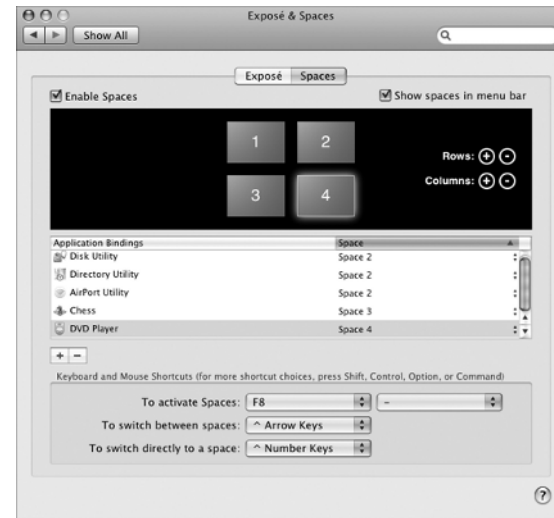 Exposé & Spaces
Show All
Exposé Spaces
Enable Spaces Show spaces in menu bar
1 2
Rows: + -
Columns: + -
3 4
Application Bindings Space
Disk Utility Space 2
Directory Utility Space 2
AirPort Utility Space 2
Chess Space 3
DVD Player Space 4
+ -
Keyboard and Mouse Shortcuts (for more shortcut choices, press Shift, Control, Option, or Command)
To activate Spaces: F8 -
To switch between spaces: ^ Arrow Keys
To switch directly to a space: ^ Number Keys
?